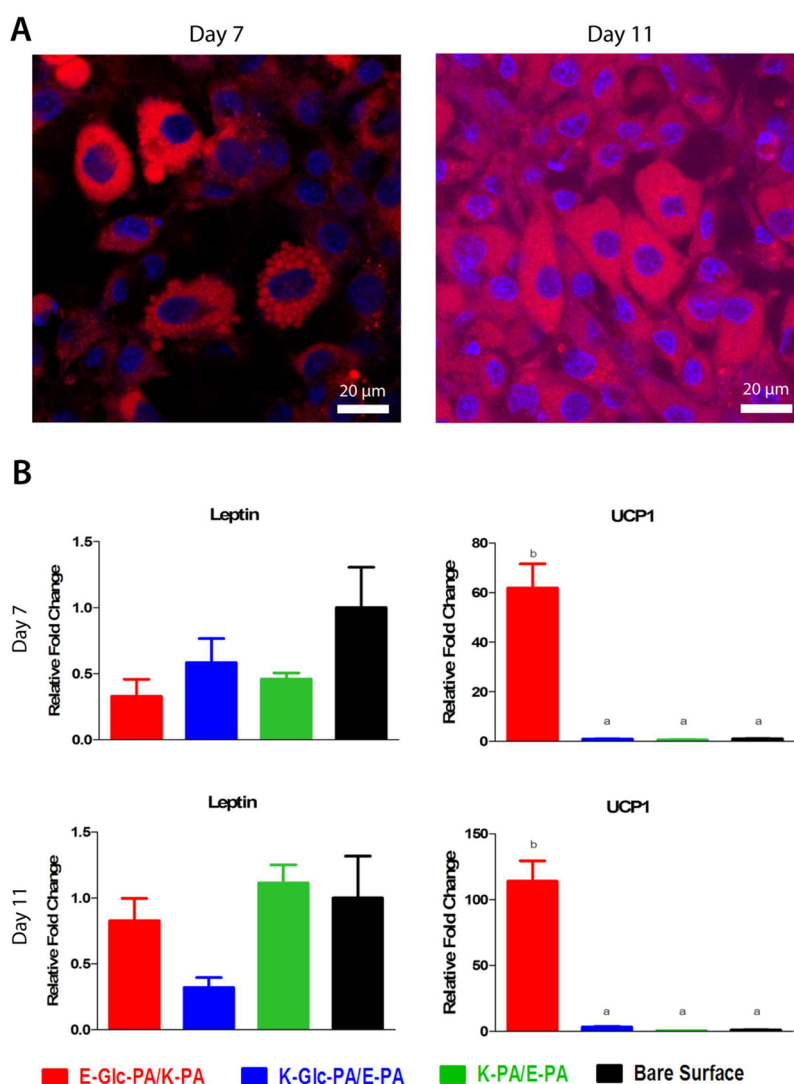 A
Day 7
Day 11
20 µm
20 µm
B
Leptin
UCP1
Day 7
Relative Fold Change
1.5
1.0
0.5
0.0
Relative Fold Change
80
60
40
20
0
b
a
a
a
Leptin
UCP1
Day 11
Relative Fold Change
1.5
1.0
0.5
0.0
Relative Fold Change
150
100
50
0
b
a
a
a
E-Glc-PA/K-PA K-Glc-PA/E-PA K-PA/E-PA Bare Surface